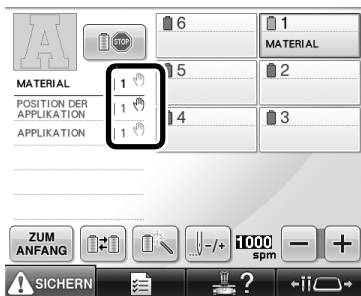 STOP
6
1
MATERIAL
MATERIAL
1
5
2
POSITION DER
APPLIKATION
1
APPLIKATION
1
4
3
ZUM
ANFANG
-/+
1000
spm
- +
SICHERN
?